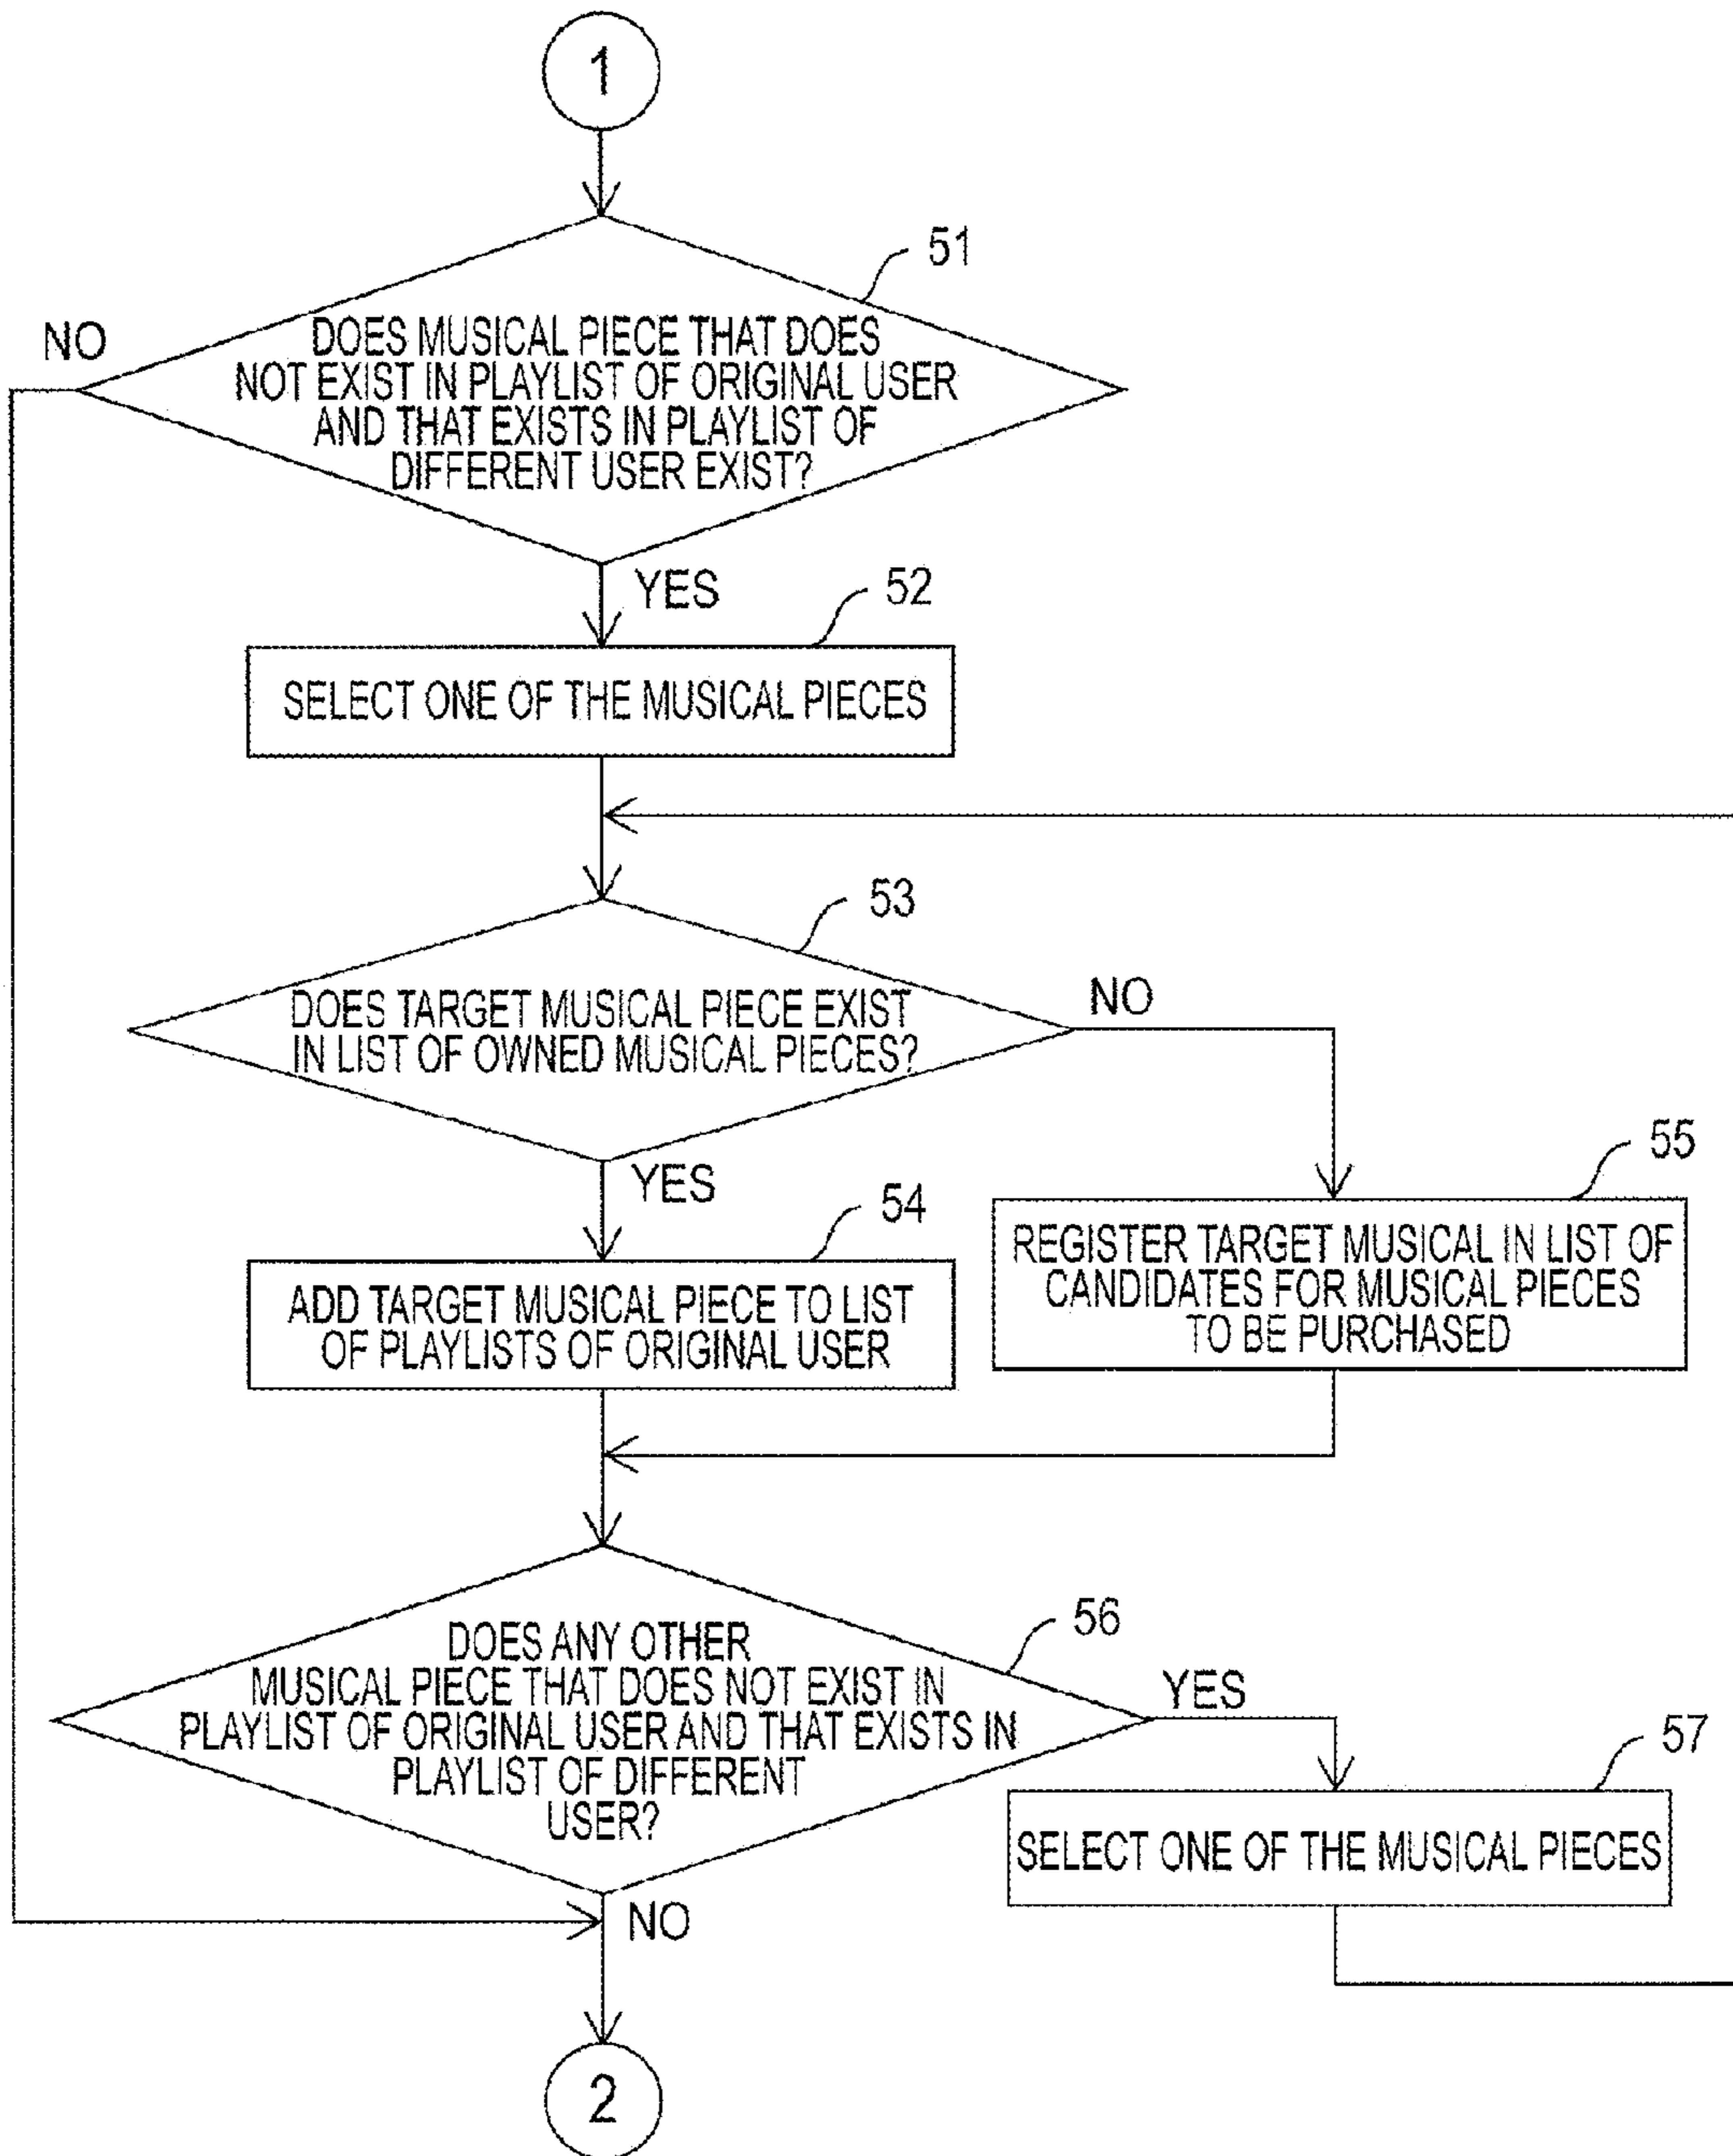 1
51
NO
DOES MUSICAL PIECE THAT DOES
NOT EXIST IN PLAYLIST OF ORIGINAL USER
AND THAT EXISTS IN PLAYLIST OF
DIFFERENT USER EXIST?
YES
52
SELECT ONE OF THE MUSICAL PIECES
53
DOES TARGET MUSICAL PIECE EXIST
IN LIST OF OWNED MUSICAL PIECES?
NO
YES
54
ADD TARGET MUSICAL PIECE TO LIST
OF PLAYLISTS OF ORIGINAL USER
55
REGISTER TARGET MUSICAL IN LIST OF
CANDIDATES FOR MUSICAL PIECES
TO BE PURCHASED
56
DOES ANY OTHER
MUSICAL PIECE THAT DOES NOT EXIST IN
PLAYLIST OF ORIGINAL USER AND THAT EXISTS IN
PLAYLIST OF DIFFERENT
USER?
YES
57
SELECT ONE OF THE MUSICAL PIECES
NO
2